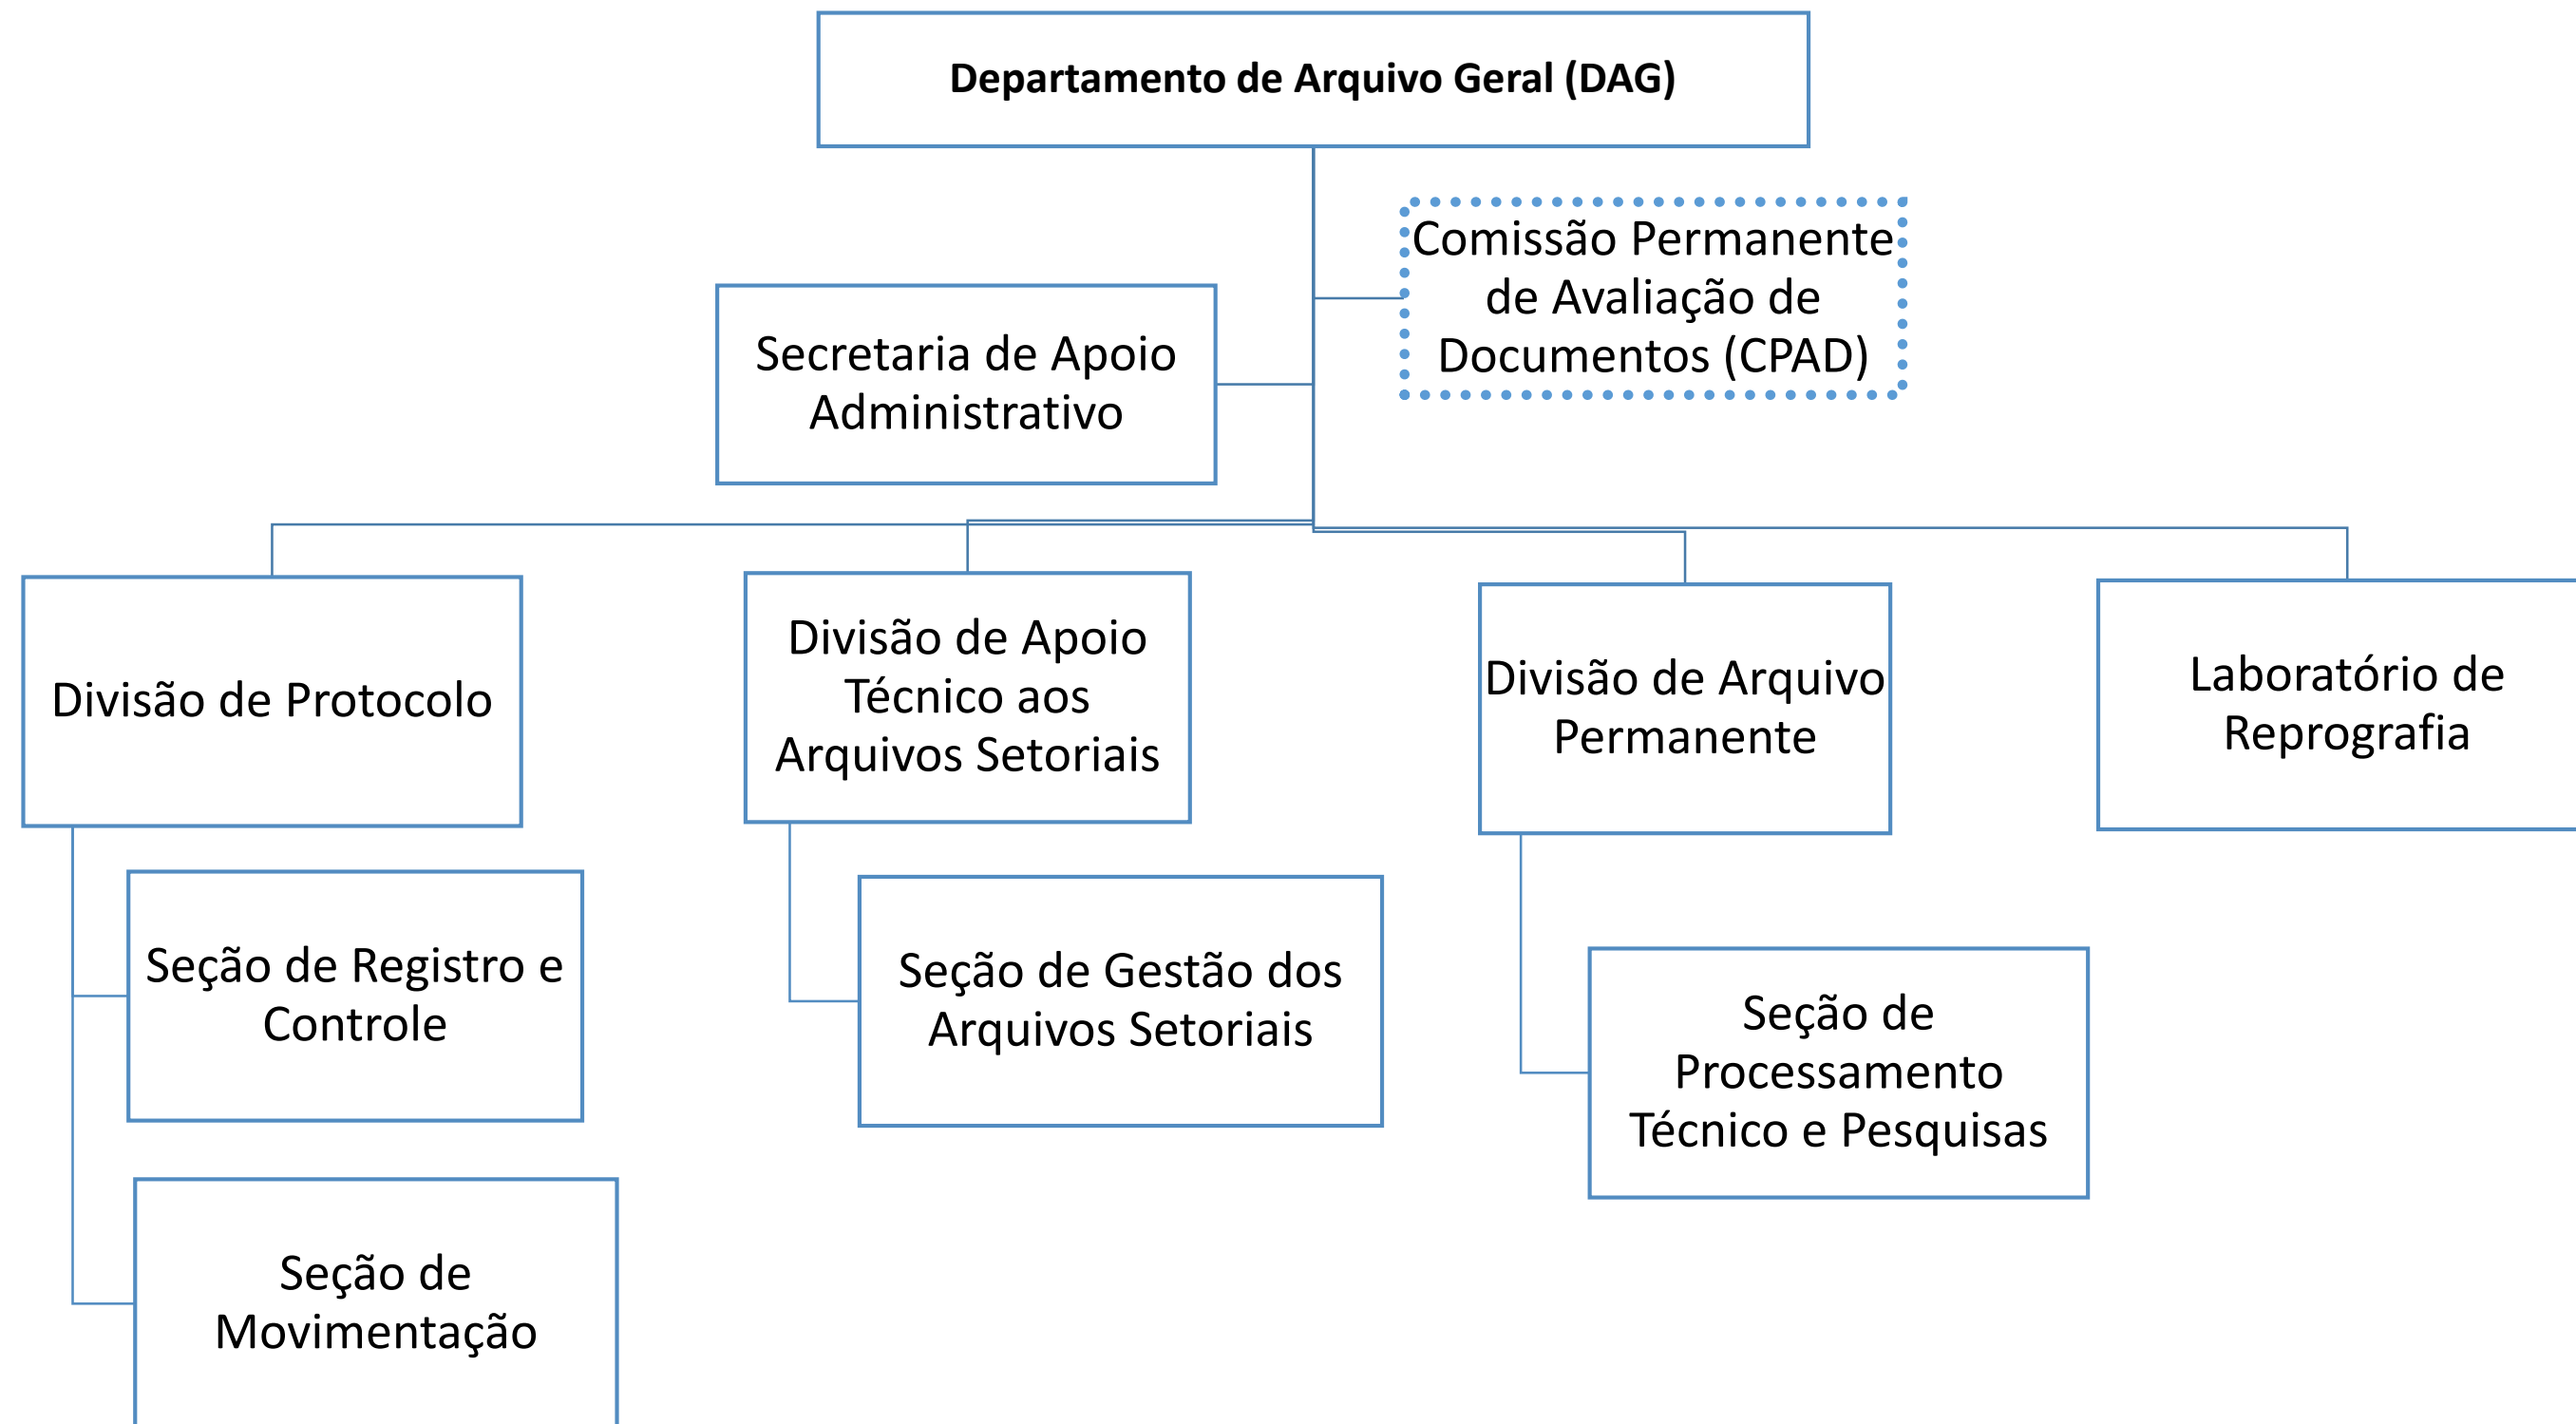 Departamento de Arquivo Geral (DAG)
Comissão Permanente
de Avaliação de
Documentos (CPAD)
Secretaria de Apoio
Administrativo
Divisão de Protocolo
Divisão de Apoio
Técnico aos
Arquivos Setoriais
Divisão de Arquivo
Permanente
Laboratório de
Reprografia
Seção de Registro e
Controle
Seção de Gestão dos
Arquivos Setoriais
Seção de
Processamento
Técnico e Pesquisas
Seção de
Movimentação